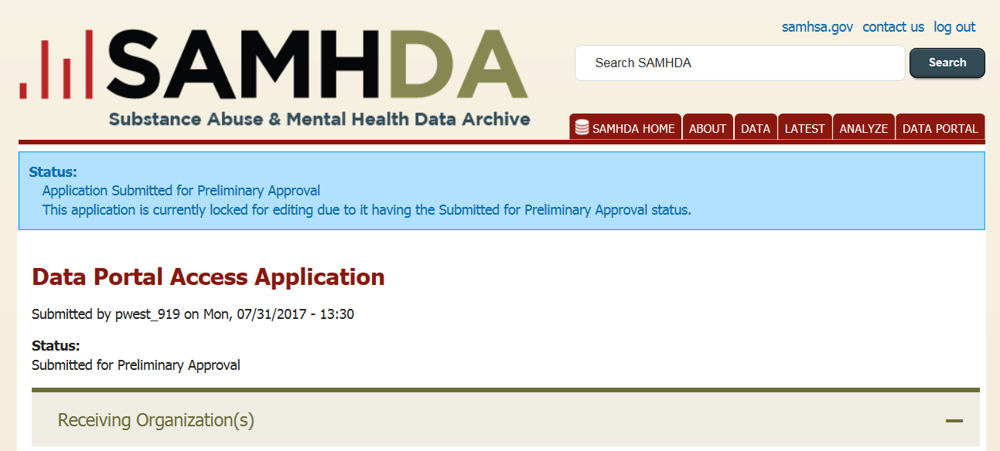 samhsa.gov contact us log out
SAMHDA
Substance Abuse & Mental Health Data Archive
Search SAMHDA
Search
SAMHDA HOME ABOUT DATA LATEST ANALYZE DATA PORTAL
Status:
Application Submitted for Preliminary Approval
This application is currently locked for editing due to it having the Submitted for Preliminary Approval status.
Data Portal Access Application
Submitted by pwest_919 on Mon, 07/31/2017 - 13:30
Status:
Submitted for Preliminary Approval
Receiving Organization(s)